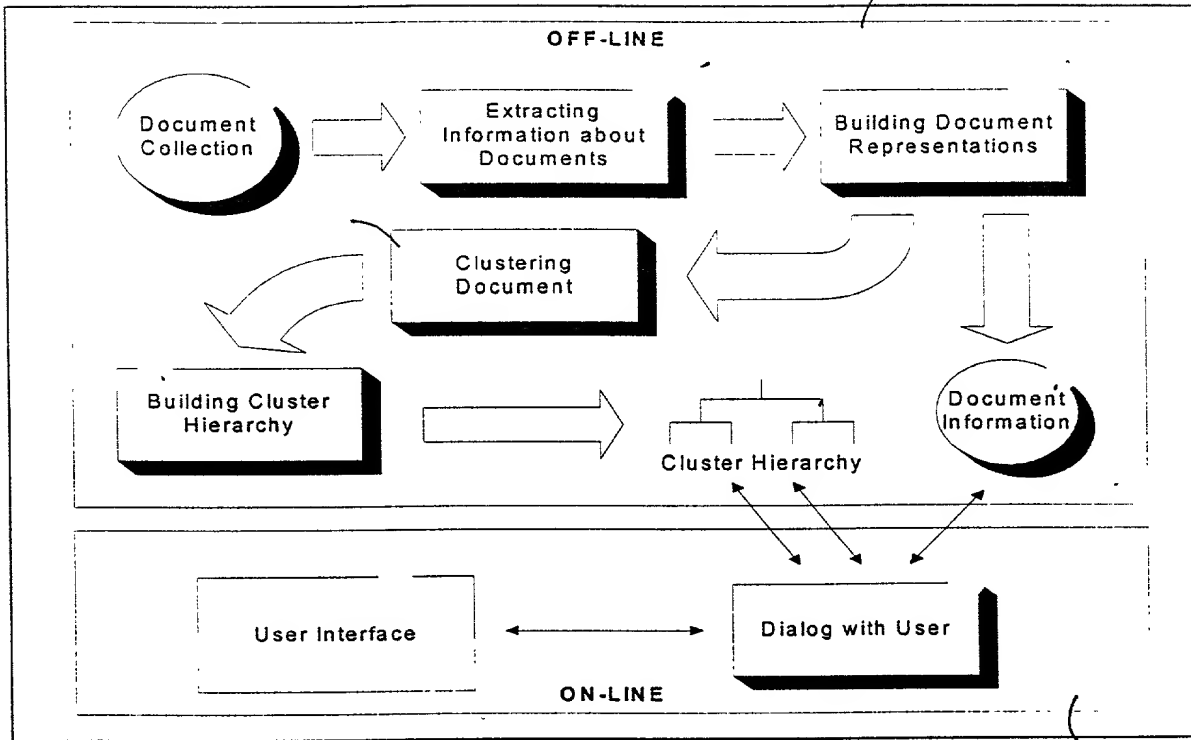 OFF-LINE
Document
Collection
Extracting
Information about
Documents
Building Document
Representations
Clustering
Document
Building Cluster
Hierarchy
Cluster Hierarchy
Document
Information
User Interface
Dialog with User
ON-LINE